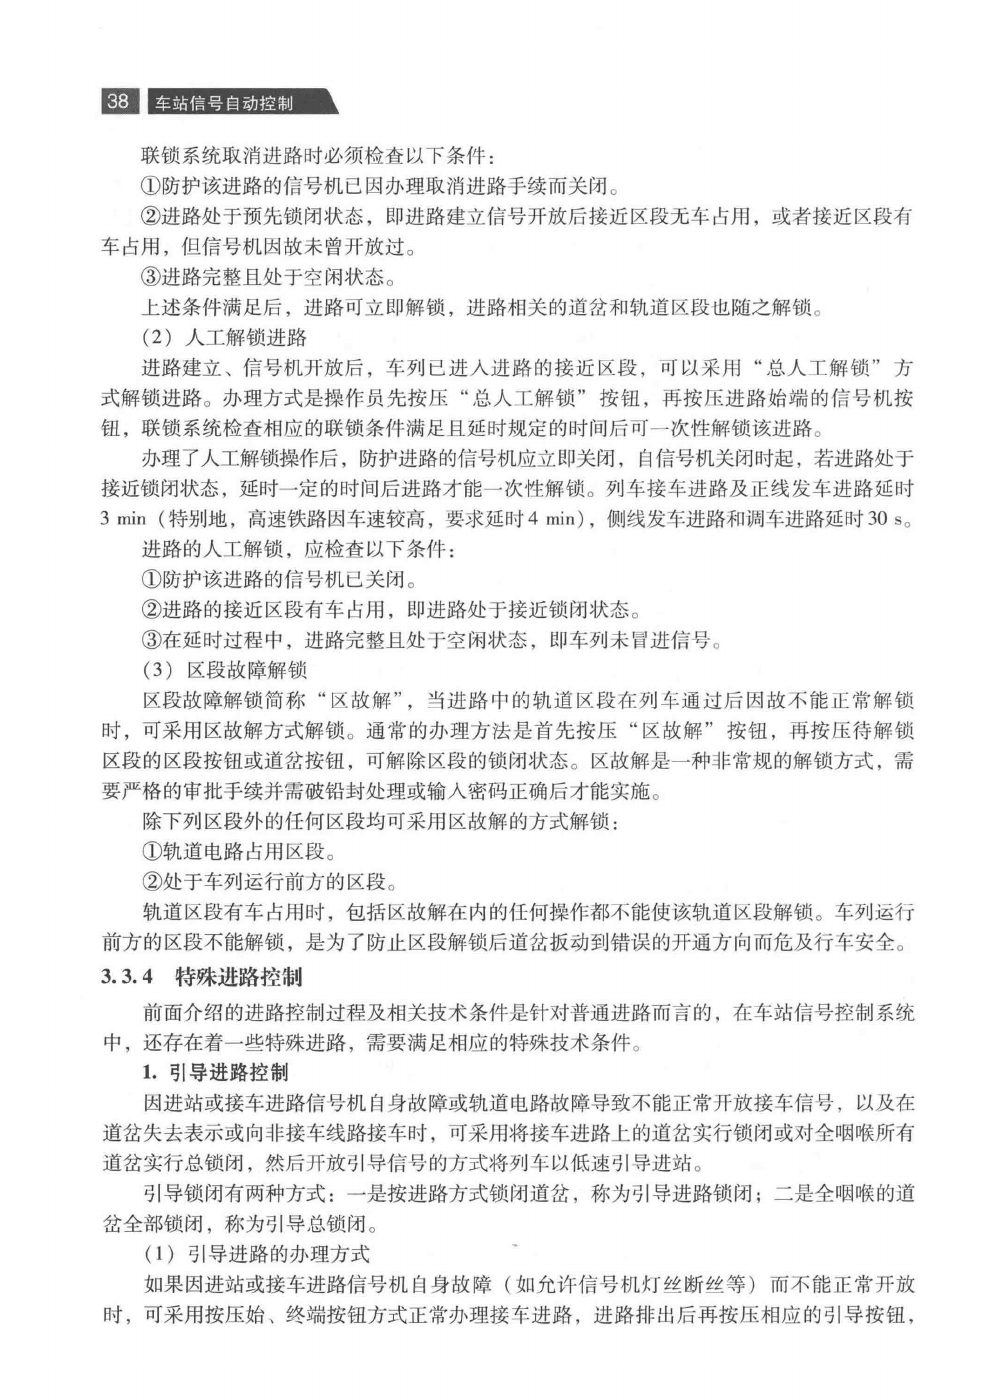 38 车站信号自动控制
联锁系统取消进路时必须检查以下条件：
①防护该进路的信号机已因办理取消进路手续而关闭。
②进路处于预先锁闭状态，即进路建立信号开放后接近区段无车占用，或者接近区段有
车占用，但信号机因故未曾开放过。
③进路完整且处于空闲状态。
上述条件满足后，进路可立即解锁，进路相关的道岔和轨道区段也随之解锁。
（2）人工解锁进路
进路建立、信号机开放后，车列已进入进路的接近区段，可以采用“总人工解锁”方
式解锁进路。办理方式是操作员先按压“总人工解锁”按钮，再按压进路始端的信号机按
钮，联锁系统检查相应的联锁条件满足且延时规定的时间后可一次性解锁该进路。
办理了人工解锁操作后，防护进路的信号机应立即关闭，自信号机关闭时起，若进路处于
接近锁闭状态，延时一定的时间后进路才能一次性解锁。列车接车进路及正线发车进路延时
3 min（特别地，高速铁路因车速较高，要求延时 4 min），侧线发车进路和调车进路延时 30 s。
进路的人工解锁，应检查以下条件：
①防护该进路的信号机已关闭。
②进路的接近区段有车占用，即进路处于接近锁闭状态。
③在延时过程中，进路完整且处于空闲状态，即车列未冒进信号。
（3）区段故障解锁
区段故障解锁简称“区故解”，当进路中的轨道区段在列车通过后因故不能正常解锁
时，可采用区故解方式解锁。通常的办理方法是首先按压“区故解”按钮，再按压待解锁
区段的区段按钮或道岔按钮，可解除区段的锁闭状态。区故解是一种非常规的解锁方式，需
要严格的审批手续并需破铅封处理或输入密码正确后才能实施。
除下列区段外的任何区段均可采用区故解的方式解锁：
①轨道电路占用区段。
②处于车列运行前方的区段。
轨道区段有车占用时，包括区故解在内的任何操作都不能使该轨道区段解锁。车列运行
前方的区段不能解锁，是为了防止区段解锁后道岔扳动到错误的开通方向而危及行车安全。
3.3.4 特殊进路控制
前面介绍的进路控制过程及相关技术条件是针对普通进路而言的，在车站信号控制系统
中，还存在着一些特殊进路，需要满足相应的特殊技术条件。
1. 引导进路控制
因进站或接车进路信号机自身故障或轨道电路故障导致不能正常开放接车信号，以及在
道岔失去表示或向非接车线路接车时，可采用将接车进路上的道岔实行锁闭或对全咽喉所有
道岔实行总锁闭，然后开放引导信号的方式将列车以低速引导进站。
引导锁闭有两种方式：一是按进路方式锁闭道岔，称为引导进路锁闭；二是全咽喉的道
岔全部锁闭，称为引导总锁闭。
（1）引导进路的办理方式
如果因进站或接车进路信号机自身故障（如允许信号机灯丝断丝等）而不能正常开放
时，可采用按压始、终端按钮方式正常办理接车进路，进路排出后再按压相应的引导按钮，